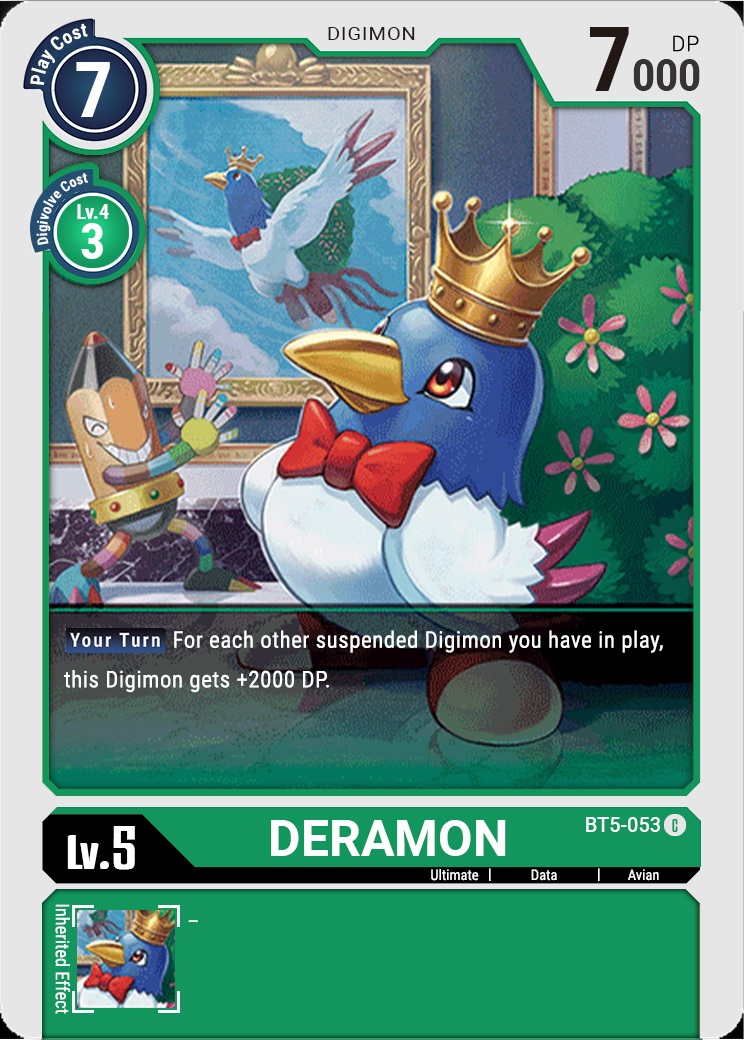 DIGIMON
Play Cost
7
7000
DP
Digivolve Cost
Lv.4
3
Your Turn For each other suspended Digimon you have in play,
this Digimon gets +2000 DP.
Lv.5
DERAMON
BT5-053 C
Ultimate | Data | Avian
Inherited Effect
–